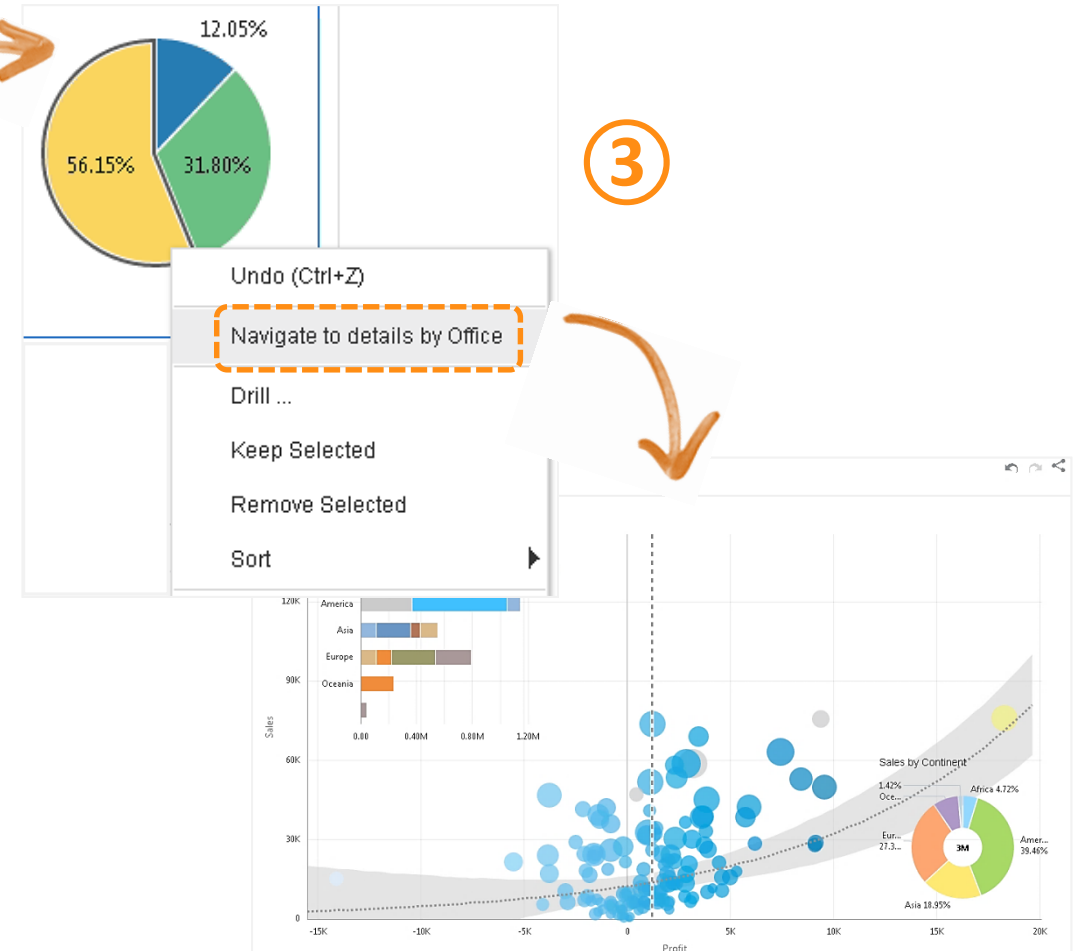 12.05%
56.15%
31.80%
3
Undo (Ctrl+Z)
Navigate to details by Office
Drill ...
Keep Selected
Remove Selected
Sort
120K
90K
60K
30K
0
Sales
America
Asia
Europe
Oceania
0.00 0.40M 0.80M 1.20M
Sales by Continent
1.42%
Oce...
Africa 4.72%
Eur...
27.3...
3M
Amer...
39.46%
Asia 18.95%
-15K -10K -5K 0 5K 10K 15K 20K
Profit